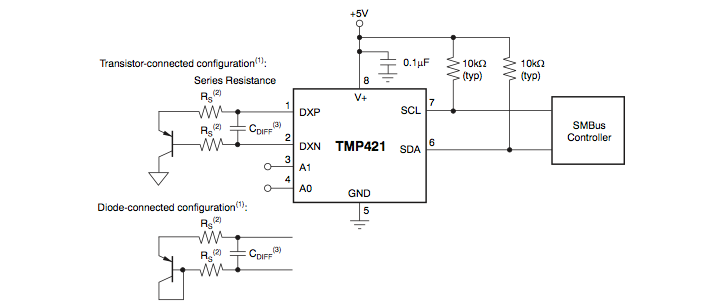 +5V
Transistor-connected configuration(1):
0.1µF
10kΩ
(typ)
10kΩ
(typ)
Series Resistance
8
RS(2)
V+
1
DXP
7
SCL
RS(2)
CDIFF(3)
SMBus
Controller
2
DXN
TMP421
SDA
6
3
A1
4
A0
GND
5
Diode-connected configuration(1):
RS(2)
RS(2)
CDIFF(3)